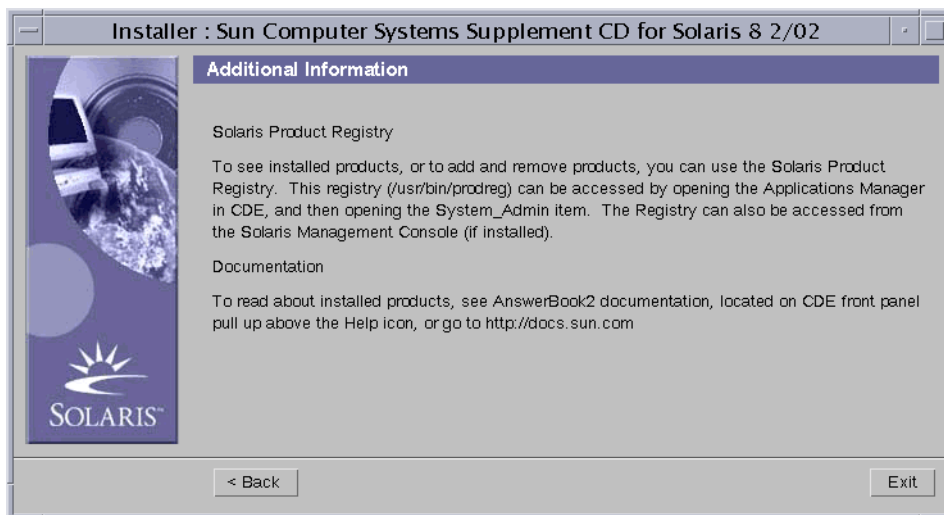 Installer : Sun Computer Systems Supplement CD for Solaris 8 2/02
Additional Information
Solaris Product Registry
To see installed products, or to add and remove products, you can use the Solaris Product
Registry. This registry (/usr/bin/prodreg) can be accessed by opening the Applications Manager
in CDE, and then opening the System_Admin item. The Registry can also be accessed from
the Solaris Management Console (if installed).
Documentation
To read about installed products, see AnswerBook2 documentation, located on CDE front panel
pull up above the Help icon, or go to http://docs.sun.com
SOLARIS™
< Back
Exit